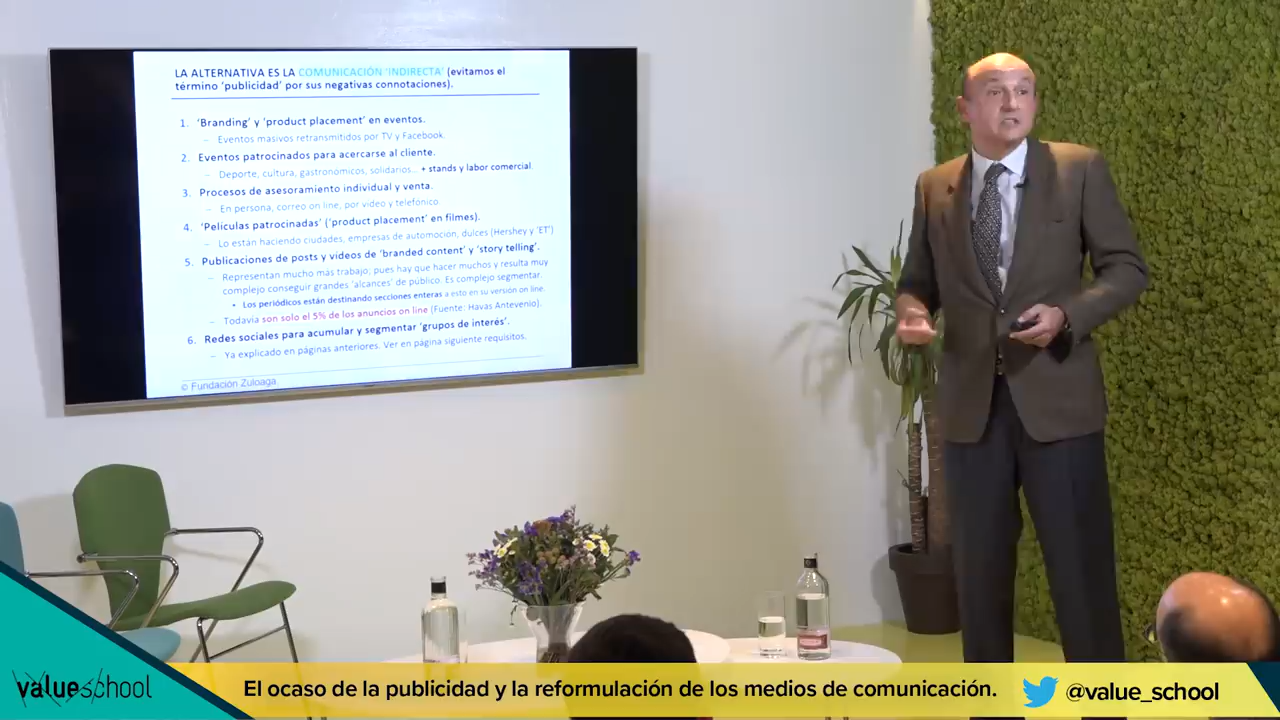 LA ALTERNATIVA ES LA COMUNICACIÓN 'INDIRECTA' (evitamos el
término 'publicidad' por sus negativas connotaciones).
1. 'Branding' y 'product placement' en eventos.
– Eventos masivos retransmitidos por TV y Facebook.
2. Eventos patrocinados para acercarse al cliente.
– Deporte, cultura, gastronómicos, solidarios... + stands y labor comercial.
3. Procesos de asesoramiento individual y venta.
– En persona, correo on line, por video y telefónico
4. 'Películas patrocinadas' ('product placement' en filmes).
– Lo están haciendo ciudades, empresas de automoción, dulces (Hershey y 'ET')
5. Publicaciones de posts y videos de 'branded content' y 'story telling'.
– Representan mucho más trabajo; pues hay que hacer muchos y resulta muy
complejo conseguir grandes 'alcances' de público. Es complejo segmentar.
• Los periódicos están destinando secciones enteras a esto en su versión on line.
– Todavía son solo el 5% de los anuncios on line (Fuente: Havas Antevenio).
6. Redes sociales para acumular y segmentar 'grupos de interés'.
– Ya explicado en páginas anteriores. Ver en página siguiente requisitos.
© Fundación Zuloaga
value school
El ocaso de la publicidad y la reformulación de los medios de comunicación.
@value_school